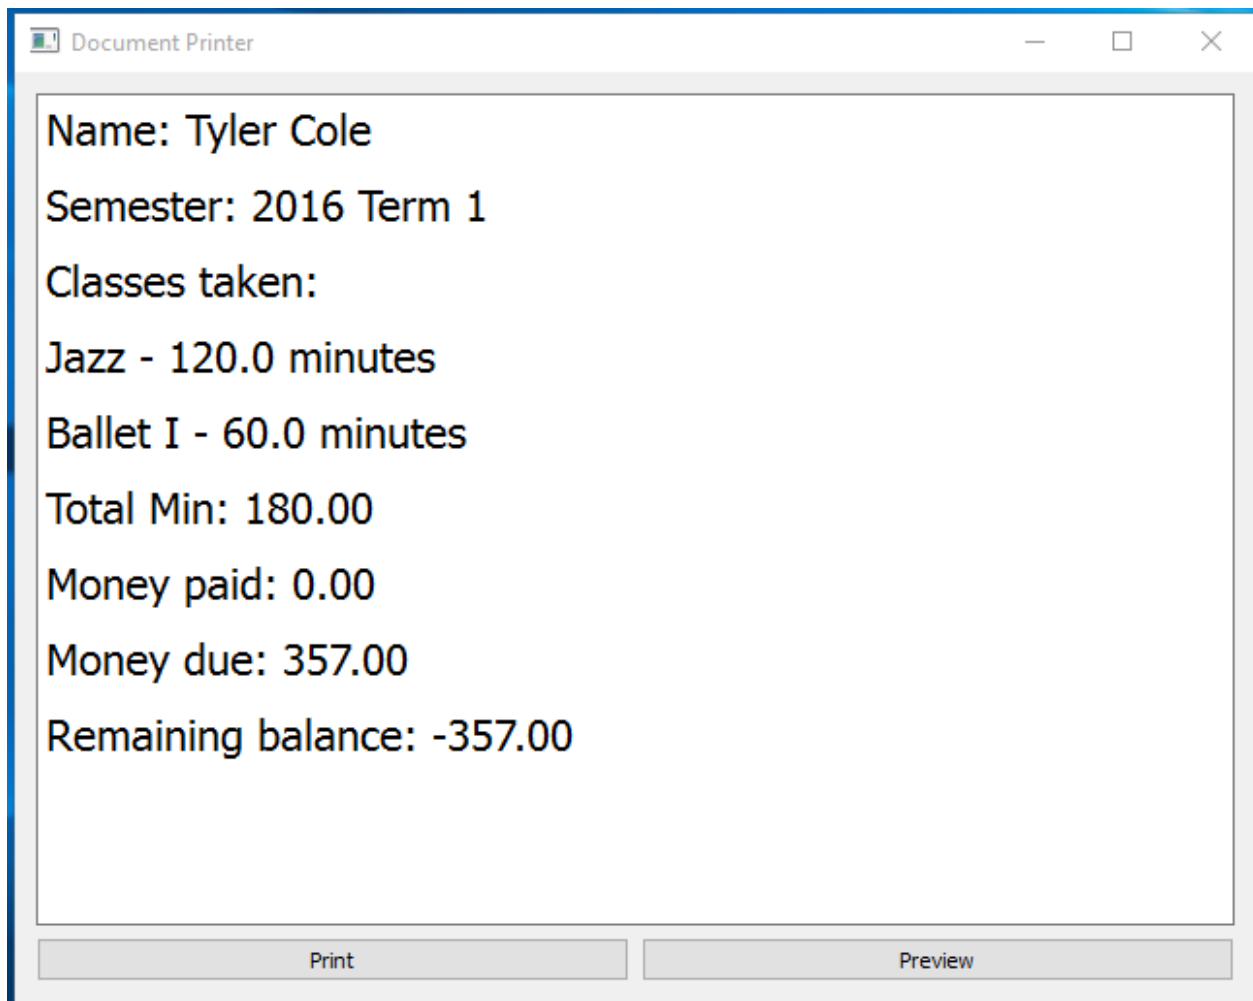 Document Printer
Name: Tyler Cole
Semester: 2016 Term 1
Classes taken:
Jazz - 120.0 minutes
Ballet I - 60.0 minutes
Total Min: 180.00
Money paid: 0.00
Money due: 357.00
Remaining balance: -357.00
Print
Preview